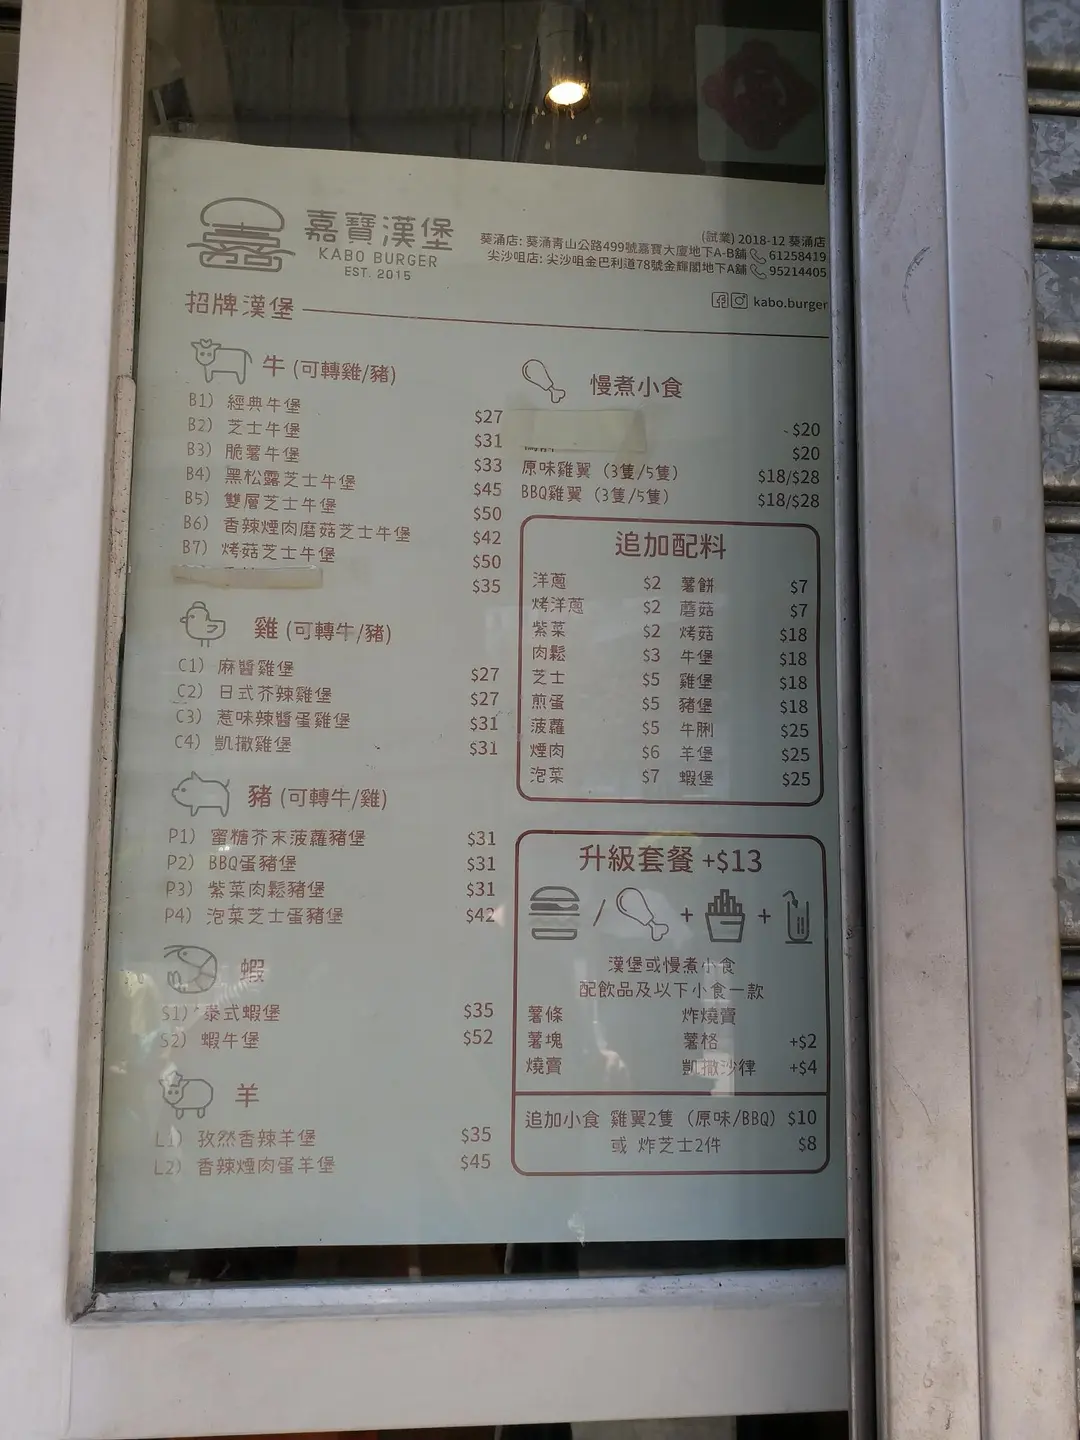 嘉寶漢堡
KABO BURGER
EST. 2015
(試業) 2018-12 葵涌店
葵涌店: 葵涌青山公路499號嘉寶大廈地下A-B舖 61258419
尖沙咀店: 尖沙咀金巴利道78號金輝閣地下A舖 95214405
kabo.burger
招牌漢堡
牛 (可轉雞/豬)
B1) 經典牛堡 $27
B2) 芝士牛堡 $31
B3) 脆薯牛堡 $33
B4) 黑松露芝士牛堡 $45
B5) 雙層芝士牛堡 $50
B6) 香辣煙肉磨菇芝士牛堡 $42
B7) 烤菇芝士牛堡 $50
$35
雞 (可轉牛/豬)
C1) 麻醬雞堡 $27
C2) 日式芥辣雞堡 $27
C3) 惹味辣醬蛋雞堡 $31
C4) 凱撒雞堡 $31
豬 (可轉牛/雞)
P1) 蜜糖芥末菠蘿豬堡 $31
P2) BBQ蛋豬堡 $31
P3) 紫菜肉鬆豬堡 $31
P4) 泡菜芝士蛋豬堡 $42
蝦
S1) 泰式蝦堡 $35
S2) 蝦牛堡 $52
羊
L1) 孜然香辣羊堡 $35
L2) 香辣煙肉蛋羊堡 $45
慢煮小食
$20
$20
原味雞翼 (3隻/5隻) $18/$28
BBQ雞翼 (3隻/5隻) $18/$28
追加配料
洋蔥 $2 薯餅 $7
烤洋蔥 $2 蘑菇 $7
紫菜 $2 烤菇 $18
肉鬆 $3 牛堡 $18
芝士 $5 雞堡 $18
煎蛋 $5 豬堡 $18
菠蘿 $5 牛脷 $25
煙肉 $6 羊堡 $25
泡菜 $7 蝦堡 $25
升級套餐 +$13
/ + +
漢堡或慢煮小食
配飲品及以下小食一款
薯條 炸燒賣
薯塊 薯格 +$2
燒賣 凱撒沙律 +$4
追加小食 雞翼2隻 (原味/BBQ) $10
或 炸芝士2件 $8